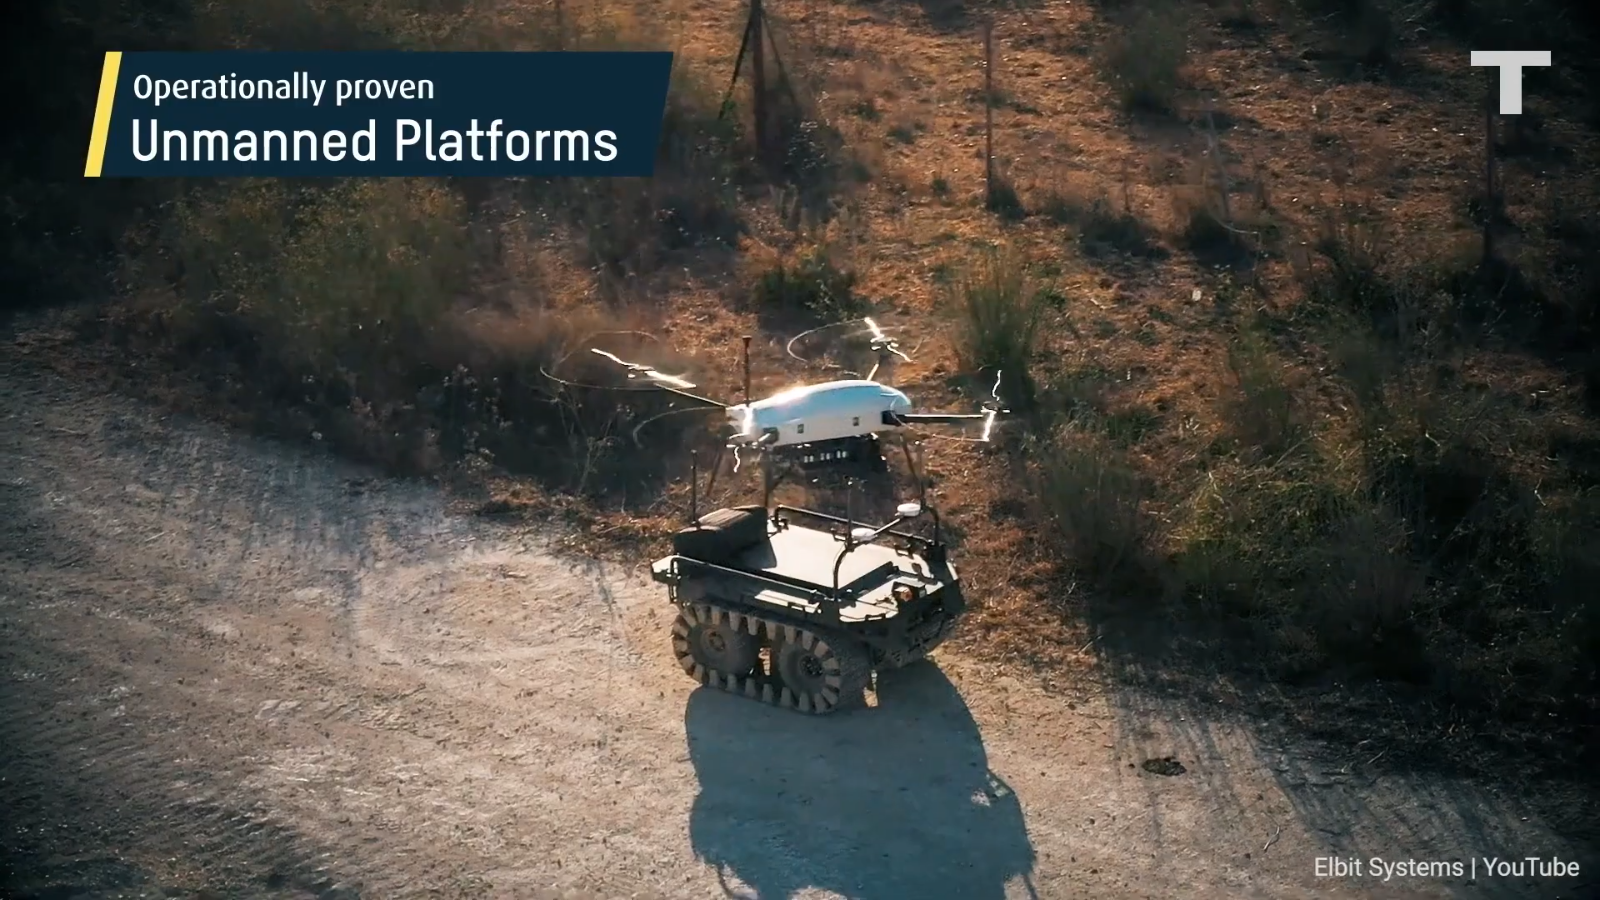 Operationally proven
Unmanned Platforms
T
Elbit Systems | YouTube